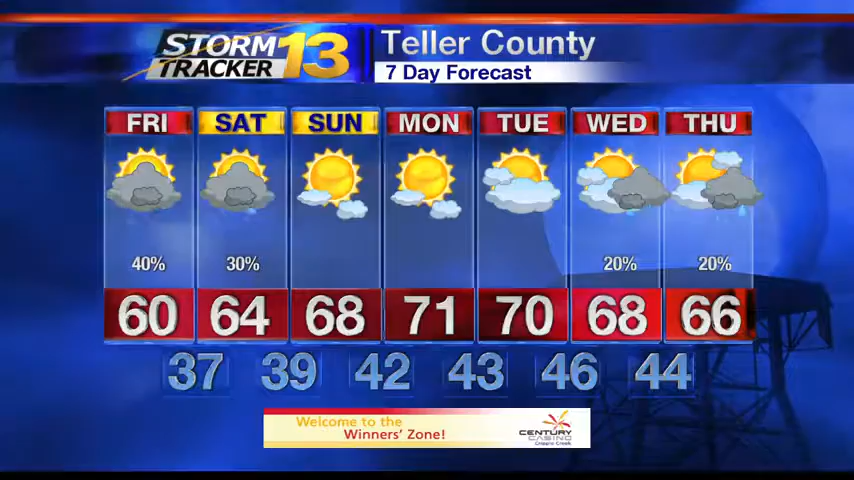 STORM
TRACKER 13
Teller County
7 Day Forecast
FRI SAT SUN MON TUE WED THU
40% 30% 20% 20%
60 64 68 71 70 68 66
37 39 42 43 46 44
Welcome to the
Winners' Zone!
CENTURY
CASINO
Cripple Creek